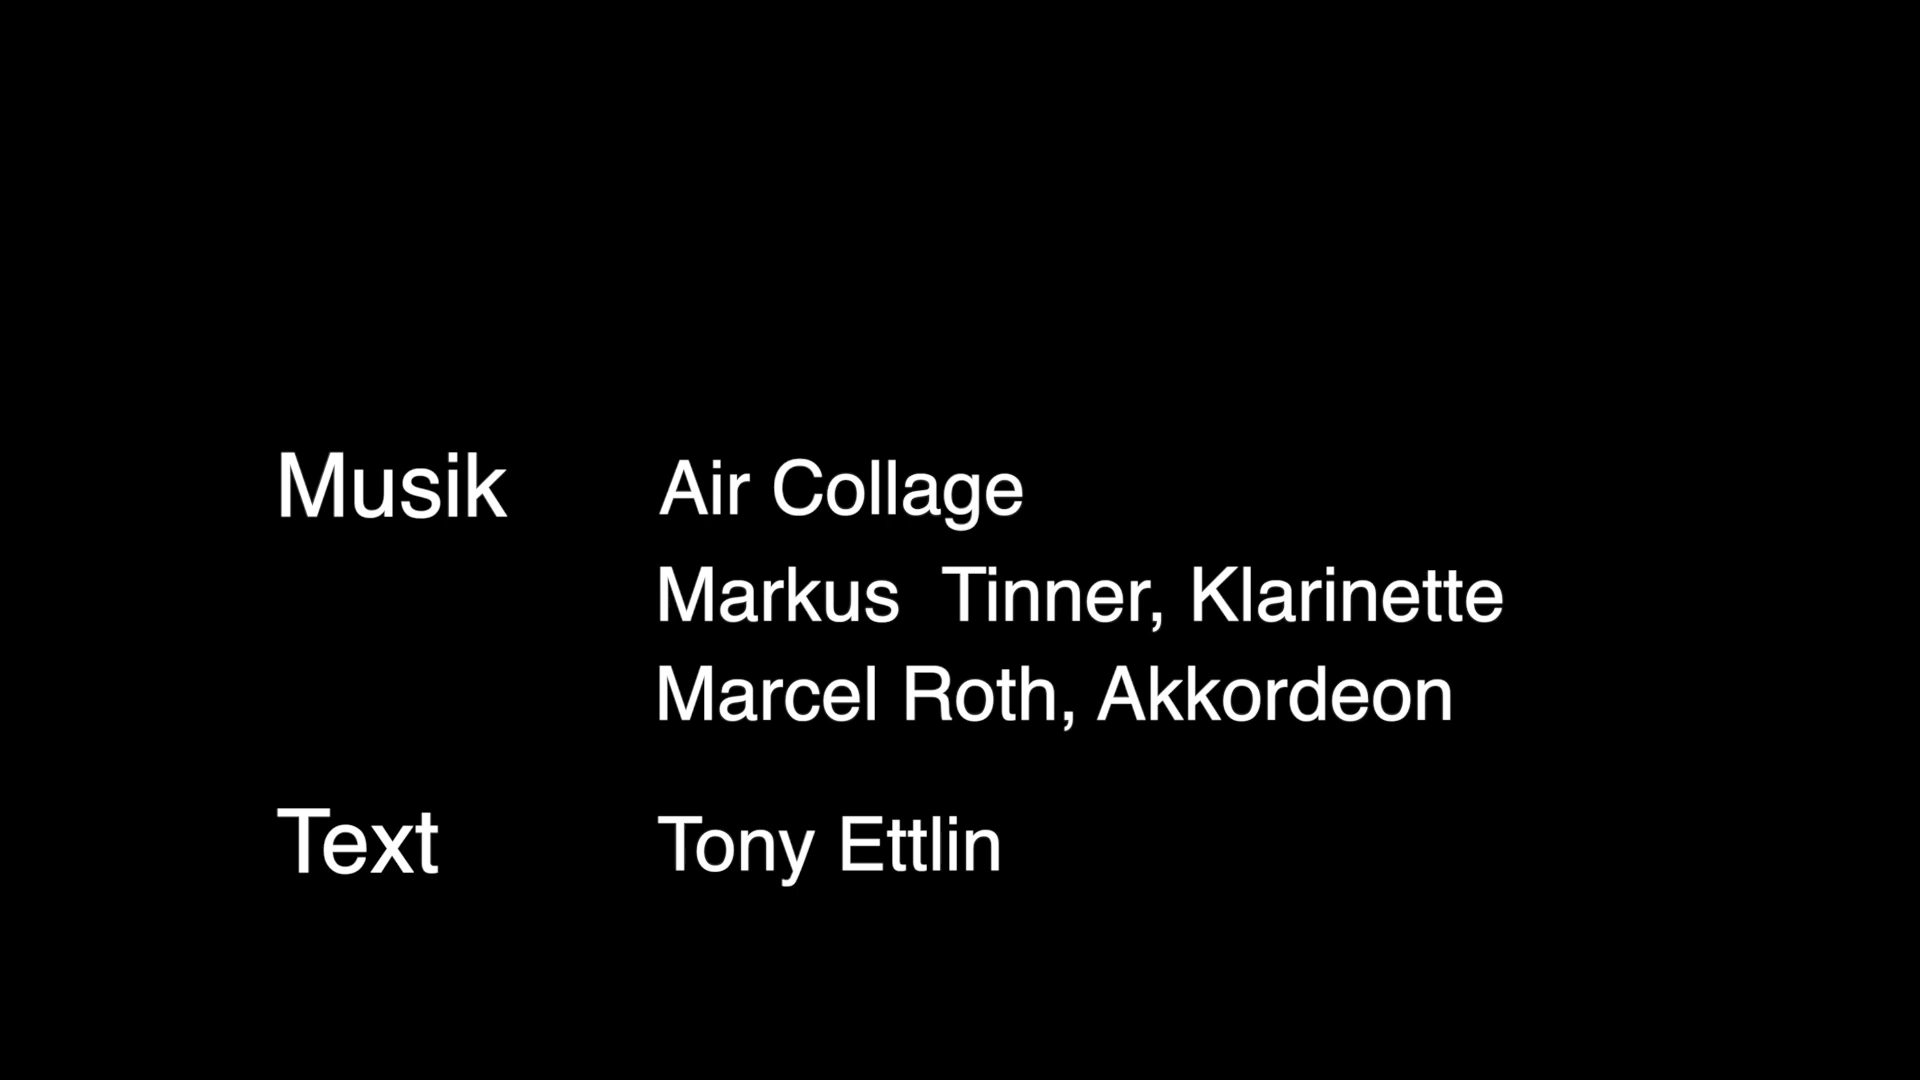 Musik Air Collage
Markus Tinner, Klarinette
Marcel Roth, Akkordeon
Text Tony Ettlin